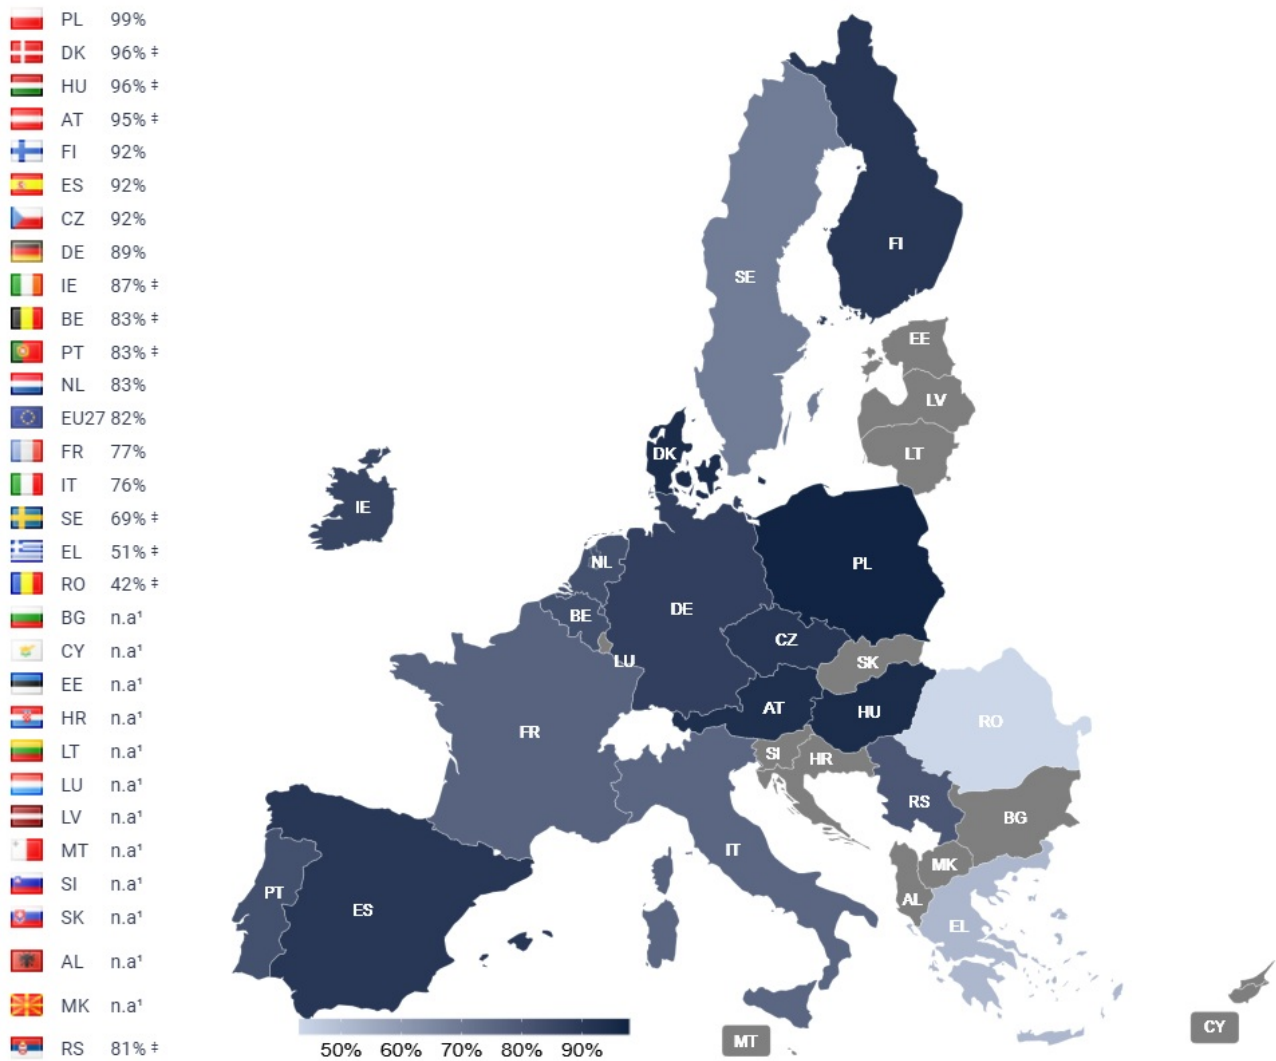 PL 99%
DK 96% ‡
HU 96% ‡
AT 95% ‡
FI 92%
ES 92%
CZ 92%
DE 89%
IE 87% ‡
BE 83% ‡
PT 83% ‡
NL 83%
EU27 82%
FR 77%
IT 76%
SE 69% ‡
EL 51% ‡
RO 42% ‡
BG n.a¹
CY n.a¹
EE n.a¹
HR n.a¹
LT n.a¹
LU n.a¹
LV n.a¹
MT n.a¹
SI n.a¹
SK n.a¹
AL n.a¹
MK n.a¹
RS 81% ‡
FI
SE
EE
LV
LT
DK
IE
NL
PL
DE
BE
CZ
LU
SK
AT
HU
RO
FR
SI
HR
RS
BG
IT
MK
PT
AL
ES
EL
CY
MT
50% 60% 70% 80% 90%